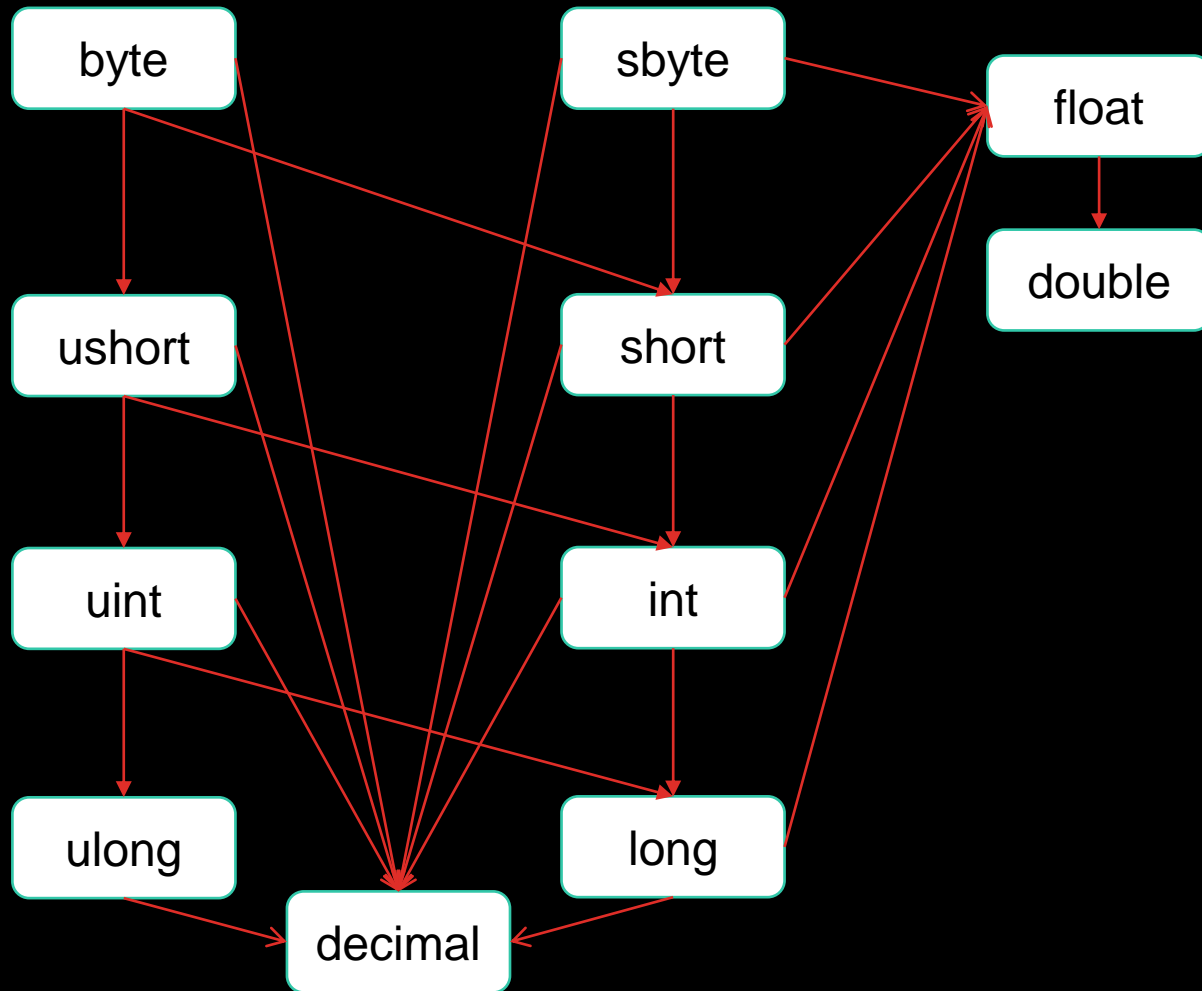 byte
sbyte
float
double
ushort
short
uint
int
ulong
long
decimal